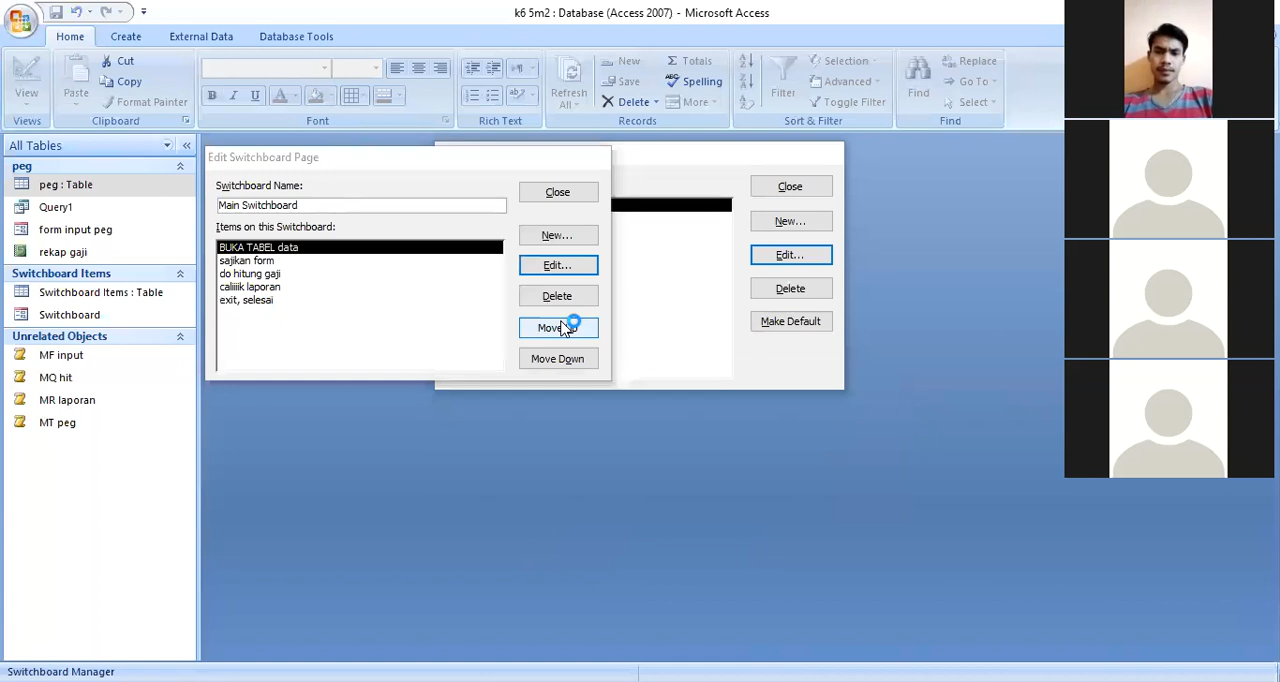 k6 5m2 : Database (Access 2007) - Microsoft Access
Home Create External Data Database Tools
View
Views
Paste
Cut
Copy
Format Painter
Clipboard
B I U A
Font
Rich Text
Refresh All
New
Save
Delete
Totals
Spelling
More
Records
Filter
Selection
Advanced
Toggle Filter
Sort & Filter
Find
Replace
Go To
Select
Find
All Tables
peg
peg : Table
Query1
form input peg
rekap gaji
Switchboard Items
Switchboard Items : Table
Switchboard
Unrelated Objects
MF input
MQ hit
MR laporan
MT peg
Edit Switchboard Page
Switchboard Name:
Main Switchboard
Items on this Switchboard:
BUKA TABEL data
sajikan form
do hitung gaji
caliiik laporan
exit, selesai
Close
New...
Edit...
Delete
Move
Move Down
Close
New...
Edit...
Delete
Make Default
Switchboard Manager